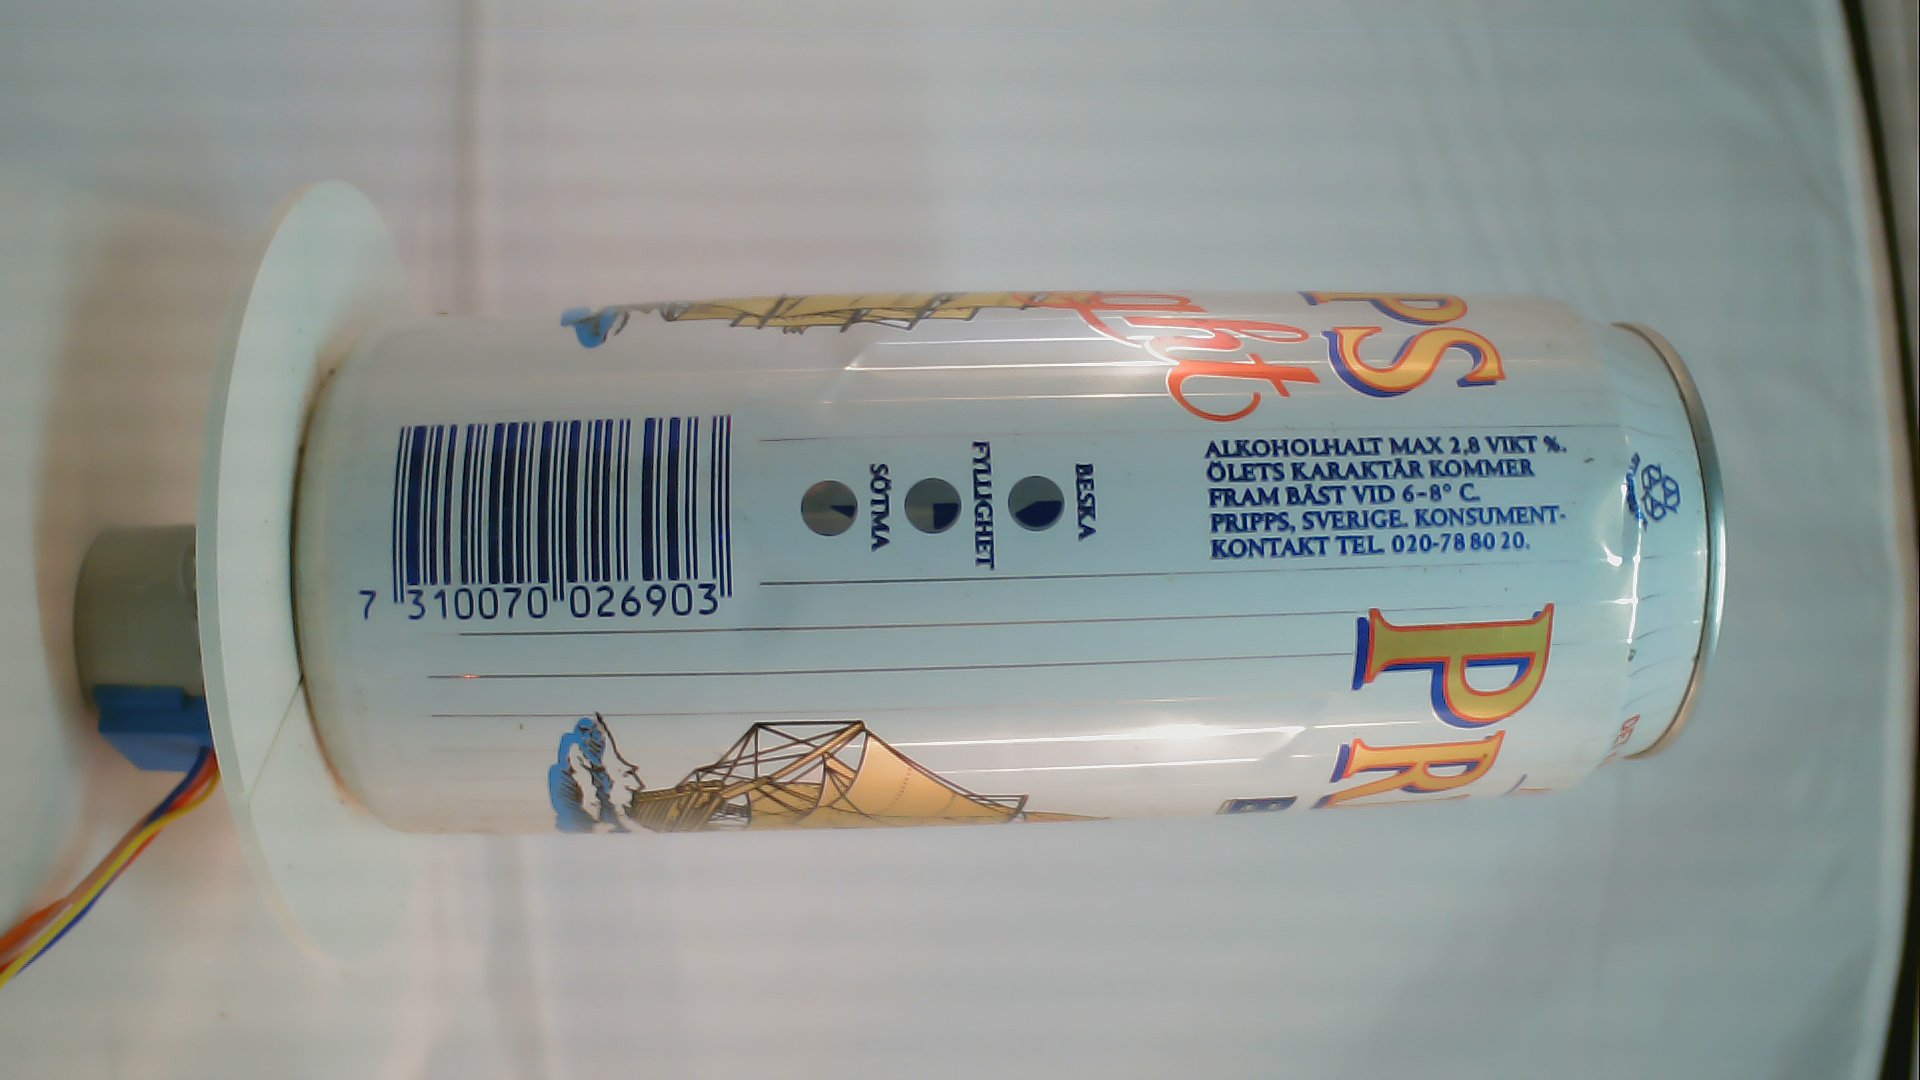 PS
ght
ALKOHOLHALT MAX 2,8 VIKT %.
ÖLETS KARAKTÄR KOMMER
FRAM BÄST VID 6-8° C.
PRIPPS, SVERIGE. KONSUMENT-
KONTAKT TEL. 020-78 80 20.
BESKA
FYLLIGHET
SÖTMA
7 310070 026903
PR